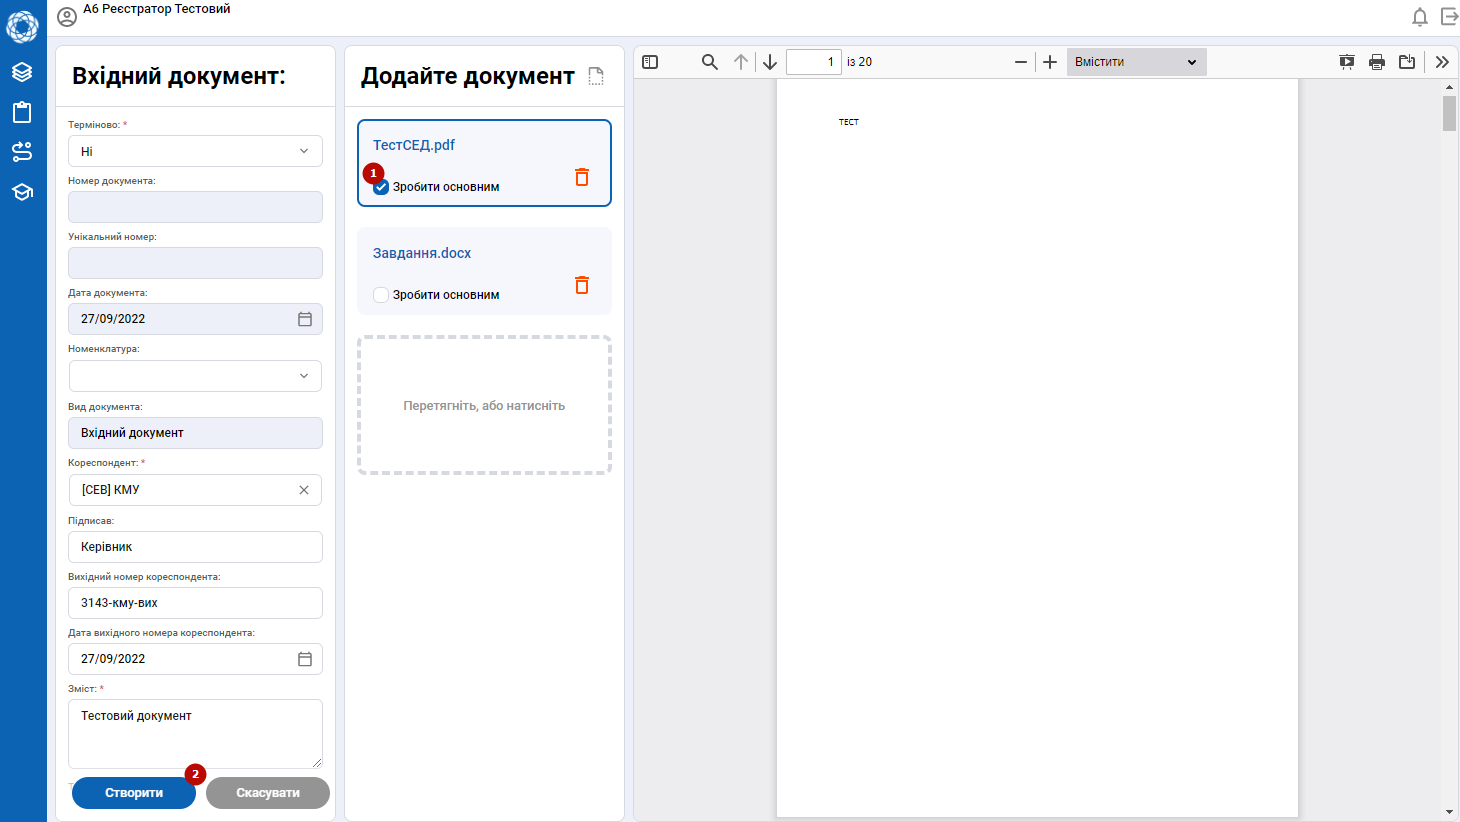 А6 Реєстратор Тестовий
Вхідний документ:
Терміново: *
Ні
Номер документа:
Унікальний номер:
Дата документа:
27/09/2022
Номенклатура:
Вид документа:
Вхідний документ
Кореспондент: *
[СЕВ] КМУ
Підписав:
Керівник
Вихідний номер кореспондента:
3143-кму-вих
Дата вихідного номера кореспондента:
27/09/2022
Зміст: *
Тестовий документ
2
Створити
Скасувати
Додайте документ
ТестСЕД.pdf
1
Зробити основним
Завдання.docx
Зробити основним
Перетягніть, або натисніть
1 із 20
Вмістити
ТЕСТ